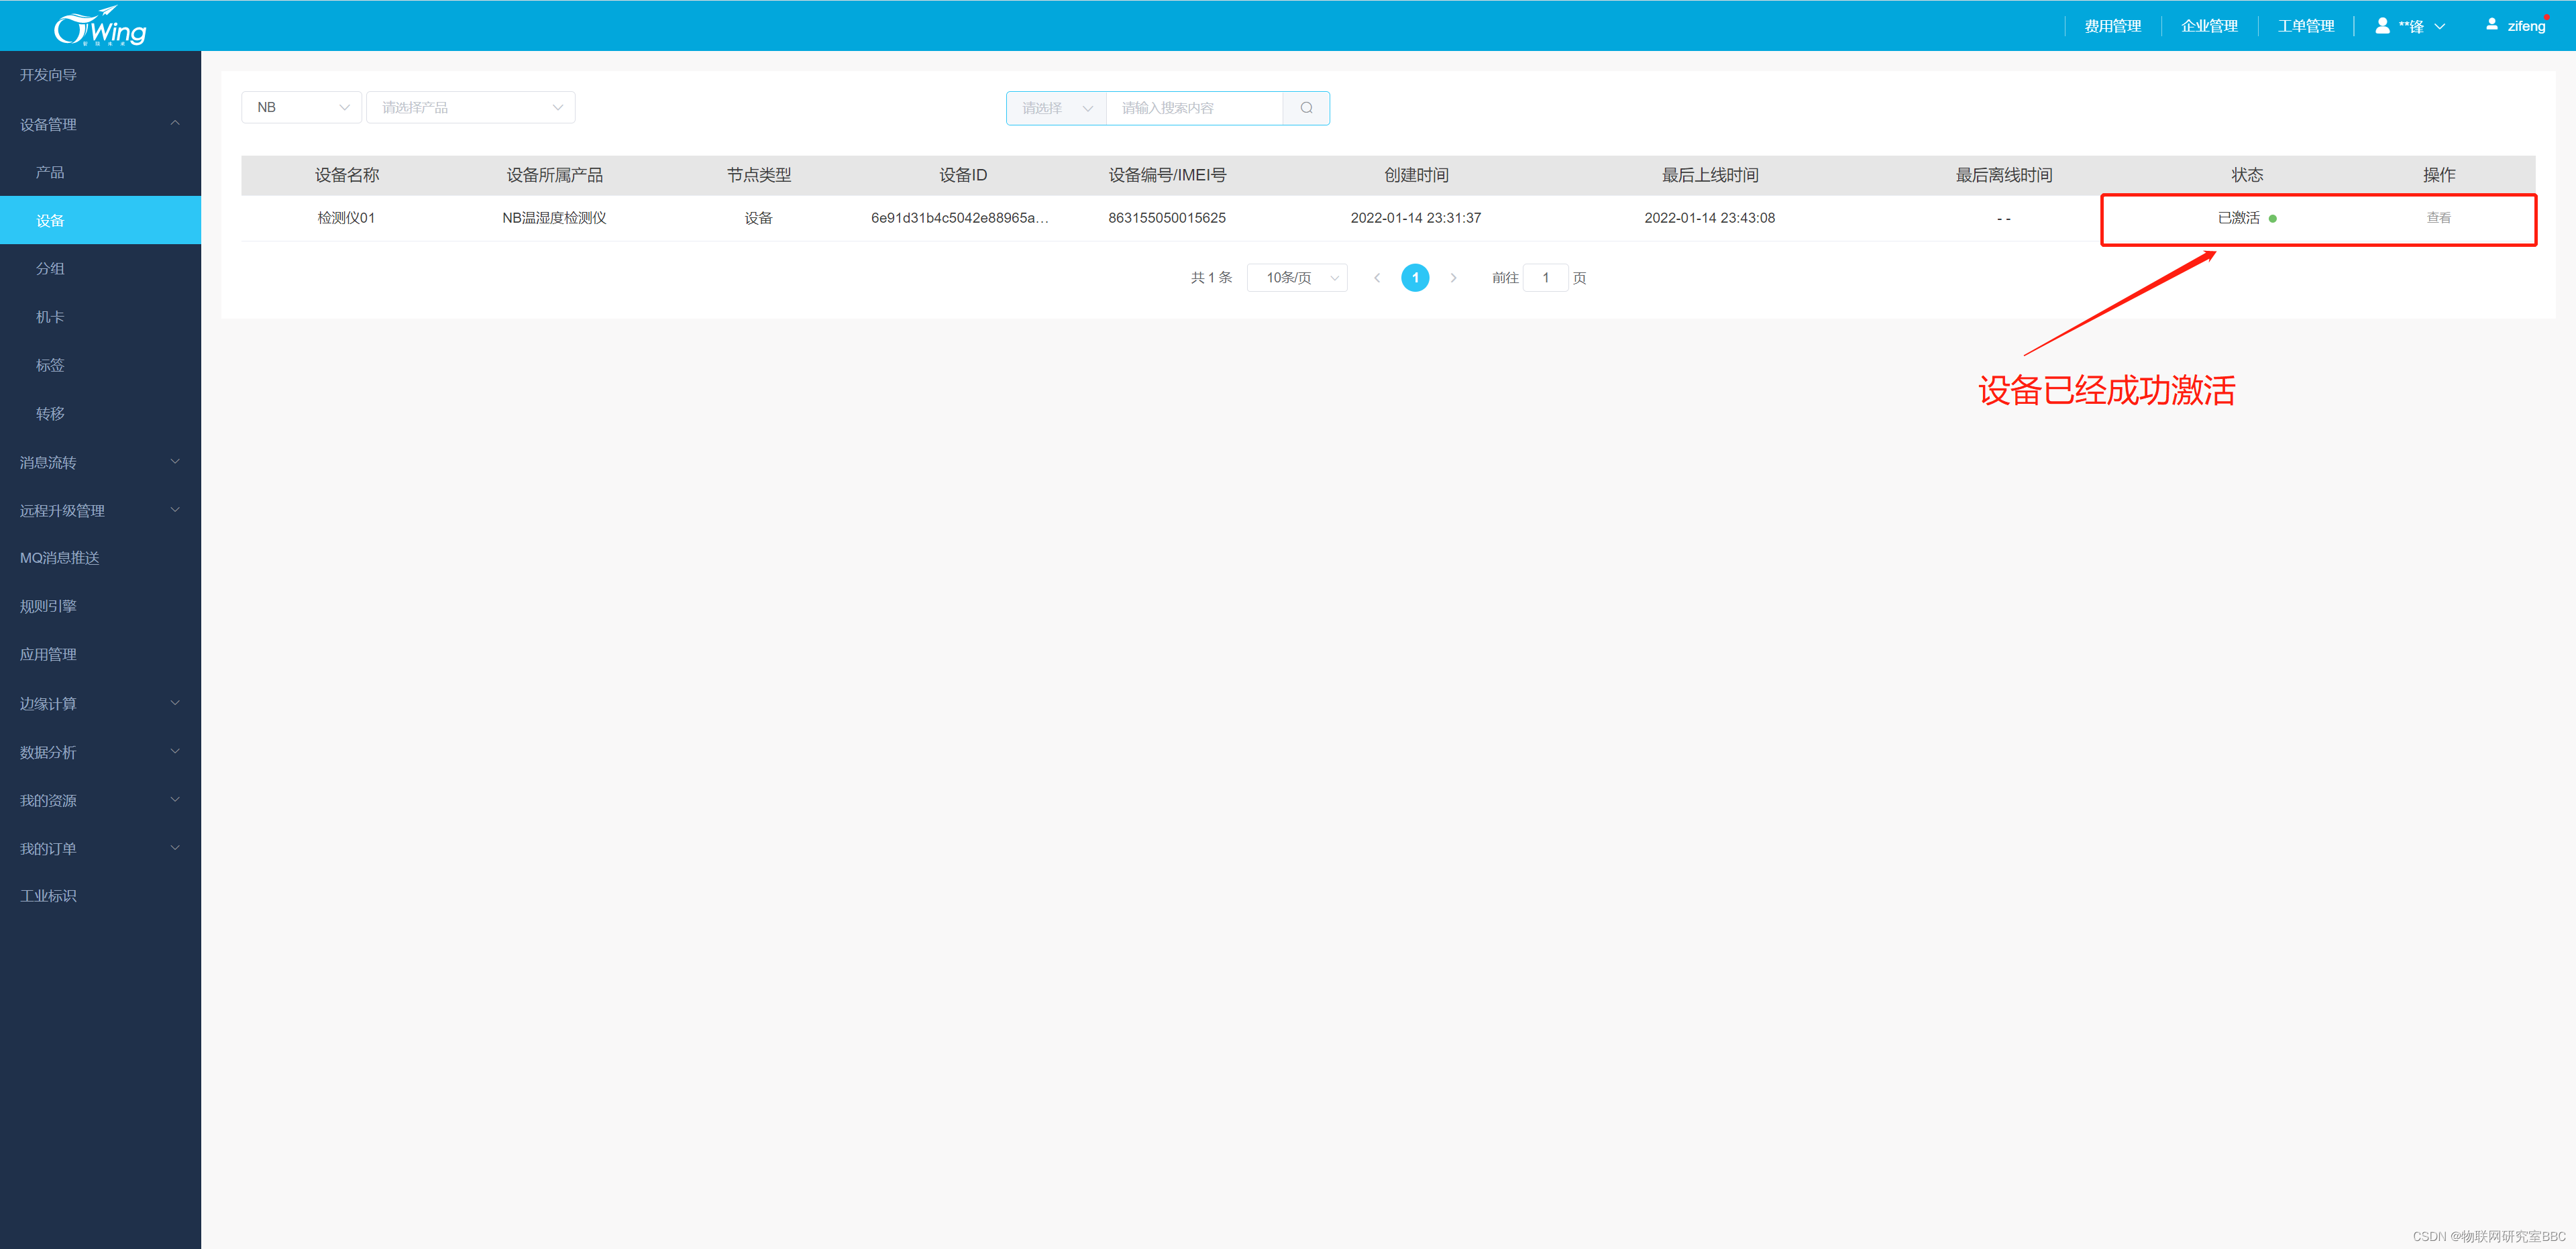 Wing
费用管理
企业管理
工单管理
**锋
zifeng
开发向导
设备管理
产品
设备
分组
机卡
标签
转移
消息流转
远程升级管理
MQ消息推送
规则引擎
应用管理
边缘计算
数据分析
我的资源
我的订单
工业标识
NB
请选择产品
请选择
请输入搜索内容
设备名称 设备所属产品 节点类型 设备ID 设备编号/IMEI号 创建时间 最后上线时间 最后离线时间 状态 操作
检测仪01 NB温湿度检测仪 设备 6e91d31b4c5042e88965a... 863155050015625 2022-01-14 23:31:37 2022-01-14 23:43:08 - - 已激活 查看
共 1 条 10条/页 1 前往 1 页
设备已经成功激活
CSDN @物联网研究室BBC